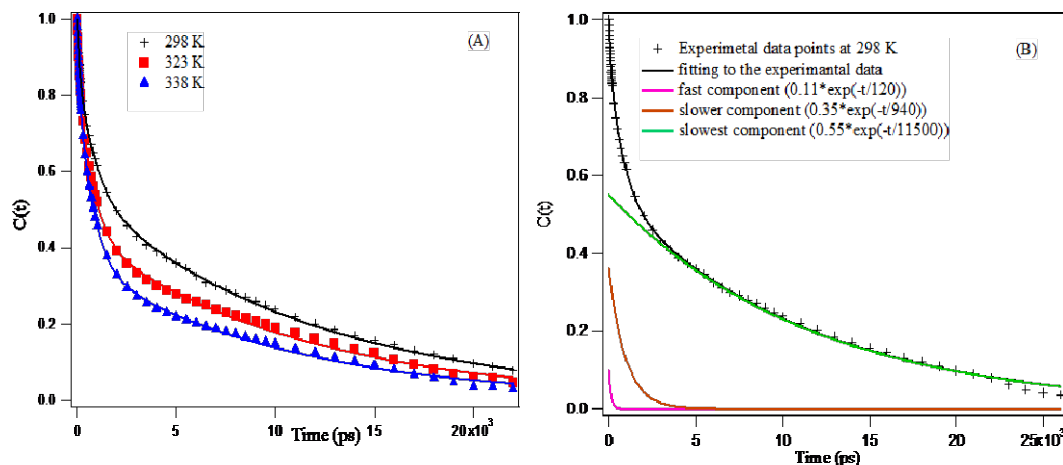 1.0
0.8
0.6
0.4
0.2
0.0
C(t)
0
5
10
15
20x10³
Time (ps)
298 K
323 K
338 K
(A)
1.0
0.8
0.6
0.4
0.2
0.0
C(t)
0
5
10
15
20
25x10³
Time (ps)
(B)
Experimetal data points at 298 K
fitting to the experimantal data
fast component (0.11*exp(-t/120))
slower component (0.35*exp(-t/940))
slowest component (0.55*exp(-t/11500))